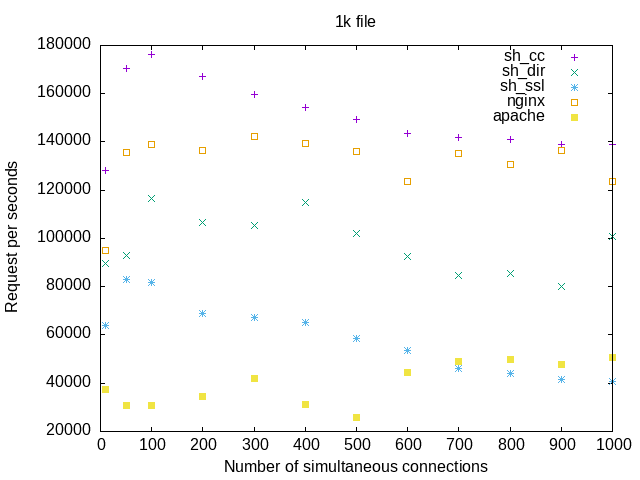 1k file
180000
160000
140000
120000
100000
80000
60000
40000
20000
Request per seconds
sh_cc
sh_dir
sh_ssl
nginx
apache
0 100 200 300 400 500 600 700 800 900 1000
Number of simultaneous connections